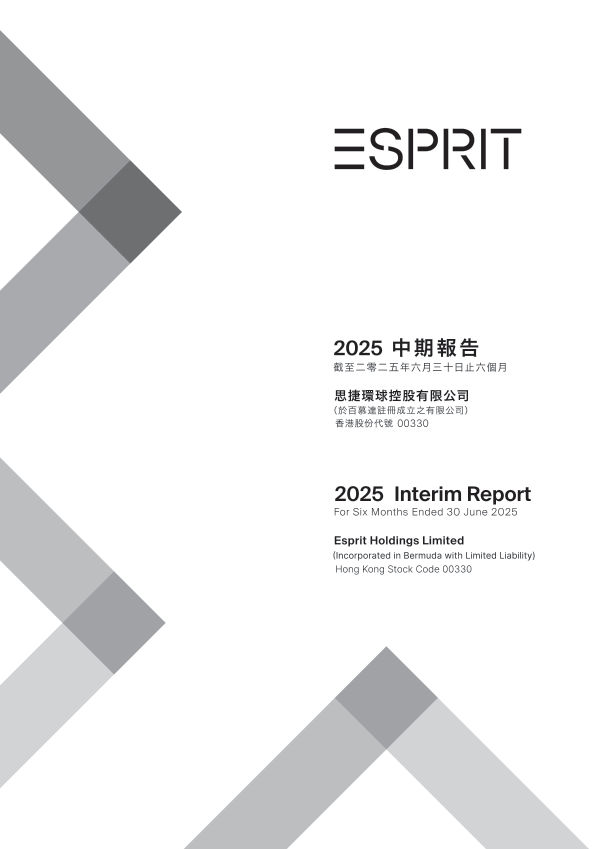 ESPRIT
2025 中期報告
截至二零二五年六月三十日止六個月
思捷環球控股有限公司
(於百慕達註冊成立之有限公司)
香港股份代號 00330
2025 Interim Report
For Six Months Ended 30 June 2025
Esprit Holdings Limited
(Incorporated in Bermuda with Limited Liability)
Hong Kong Stock Code 00330